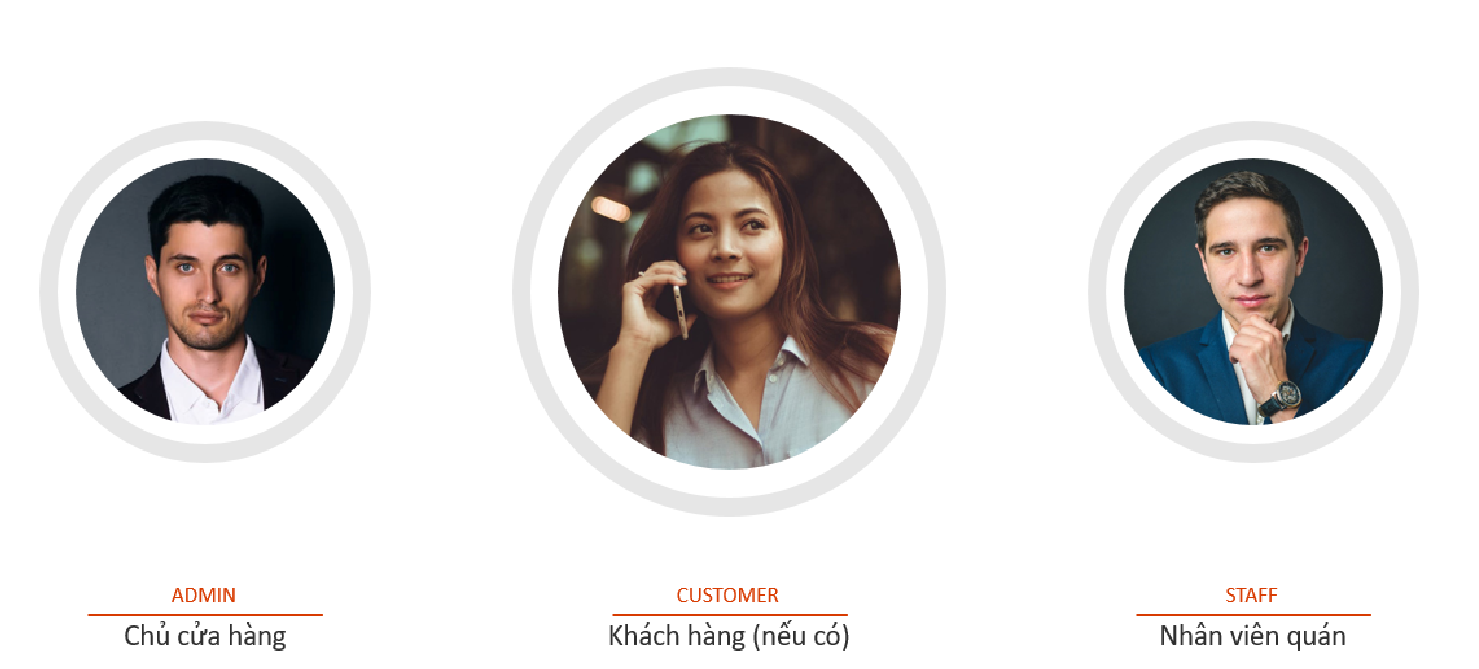 ADMIN
Chủ cửa hàng
CUSTOMER
Khách hàng (nếu có)
STAFF
Nhân viên quán